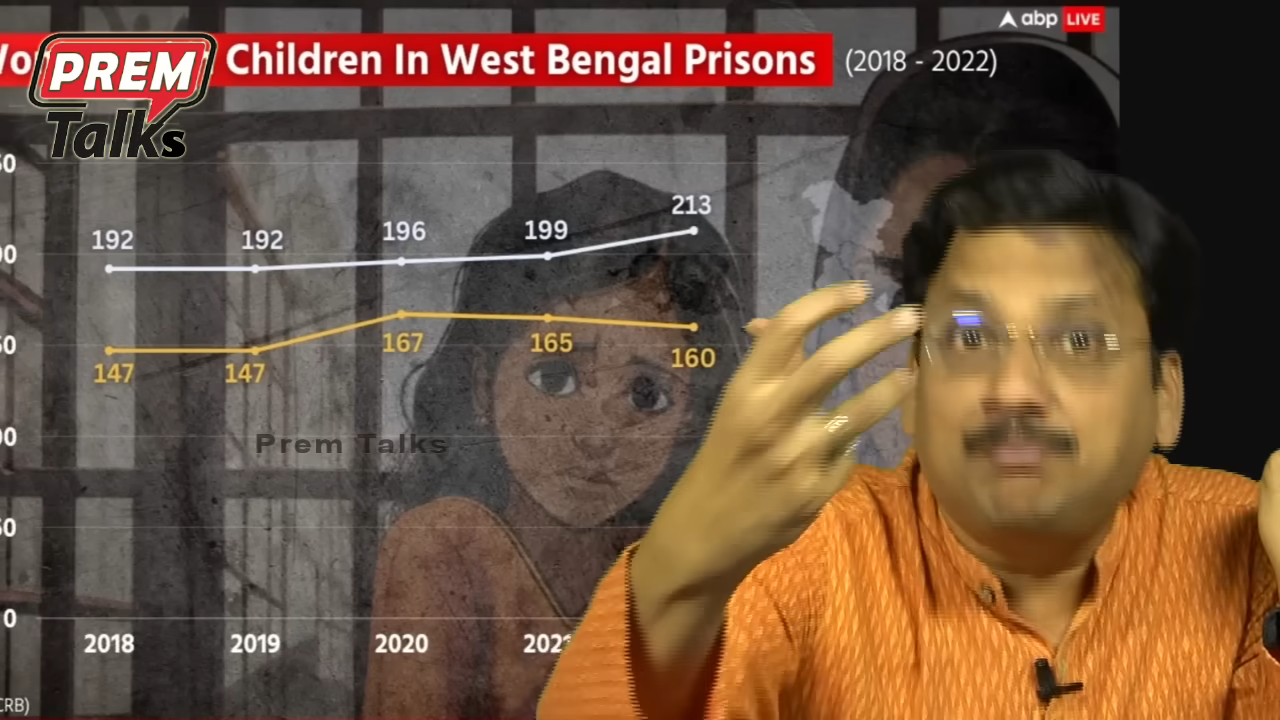 abp LIVE
PREM
Talks
Children In West Bengal Prisons (2018 - 2022)
192 192 196 199 213
147 147 167 165 160
Prem Talks
0
2018 2019 2020